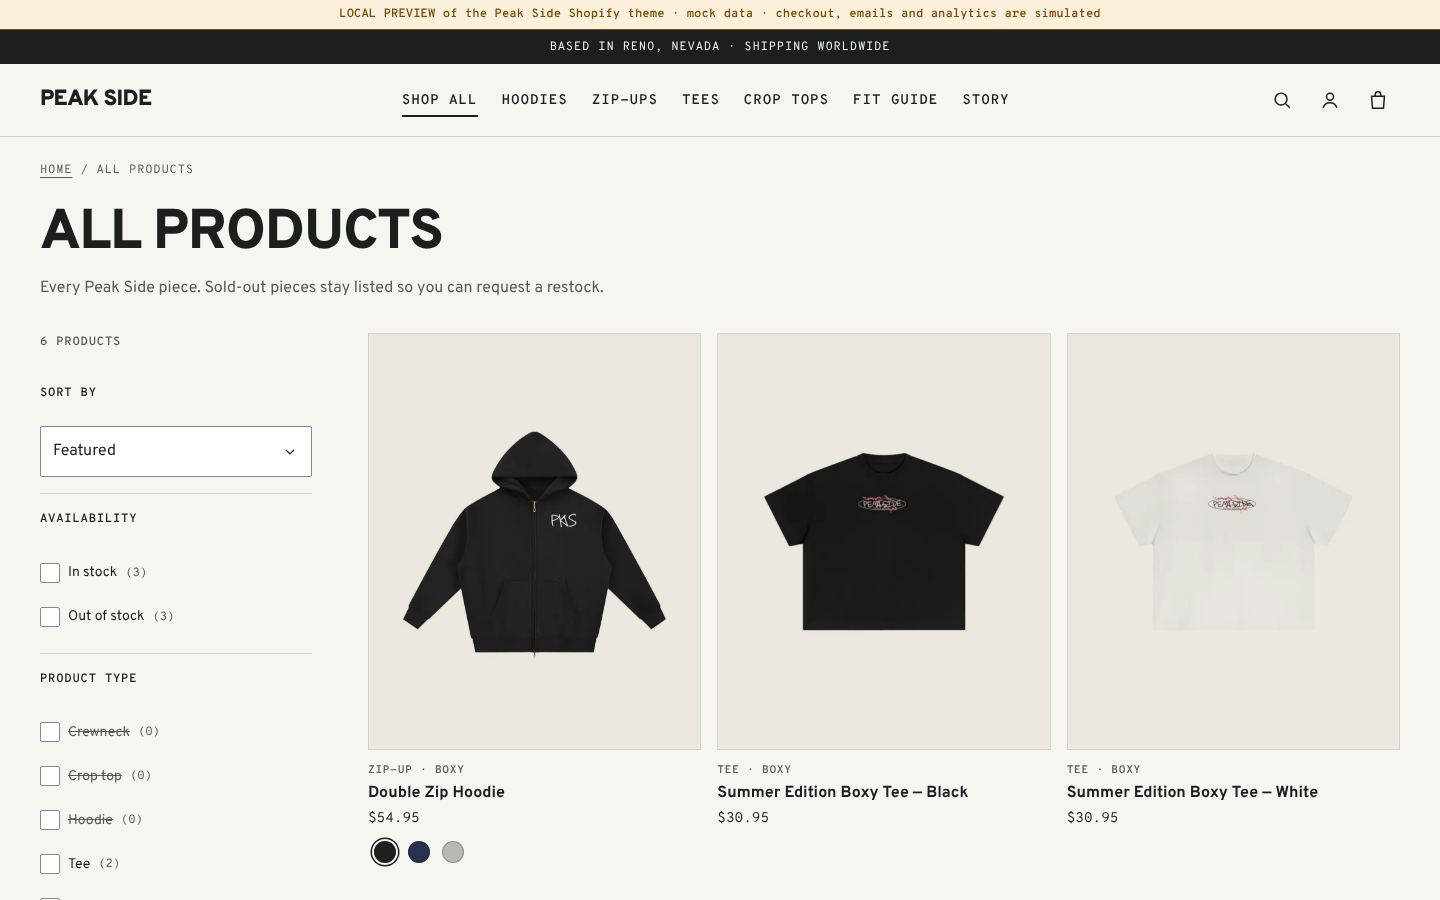 LOCAL PREVIEW of the Peak Side Shopify theme · mock data · checkout, emails and analytics are simulated
BASED IN RENO, NEVADA · SHIPPING WORLDWIDE
PEAK SIDE
SHOP ALL HOODIES ZIP-UPS TEES CROP TOPS FIT GUIDE STORY
HOME / ALL PRODUCTS
ALL PRODUCTS
Every Peak Side piece. Sold-out pieces stay listed so you can request a restock.
6 PRODUCTS
SORT BY
Featured
AVAILABILITY
In stock (3)
Out of stock (3)
PRODUCT TYPE
Crewneck (0)
Crop top (0)
Hoodie (0)
Tee (2)
PKS
PEAK SIDE
PEAK SIDE
ZIP-UP · BOXY
Double Zip Hoodie
$54.95
TEE · BOXY
Summer Edition Boxy Tee — Black
$30.95
TEE · BOXY
Summer Edition Boxy Tee — White
$30.95